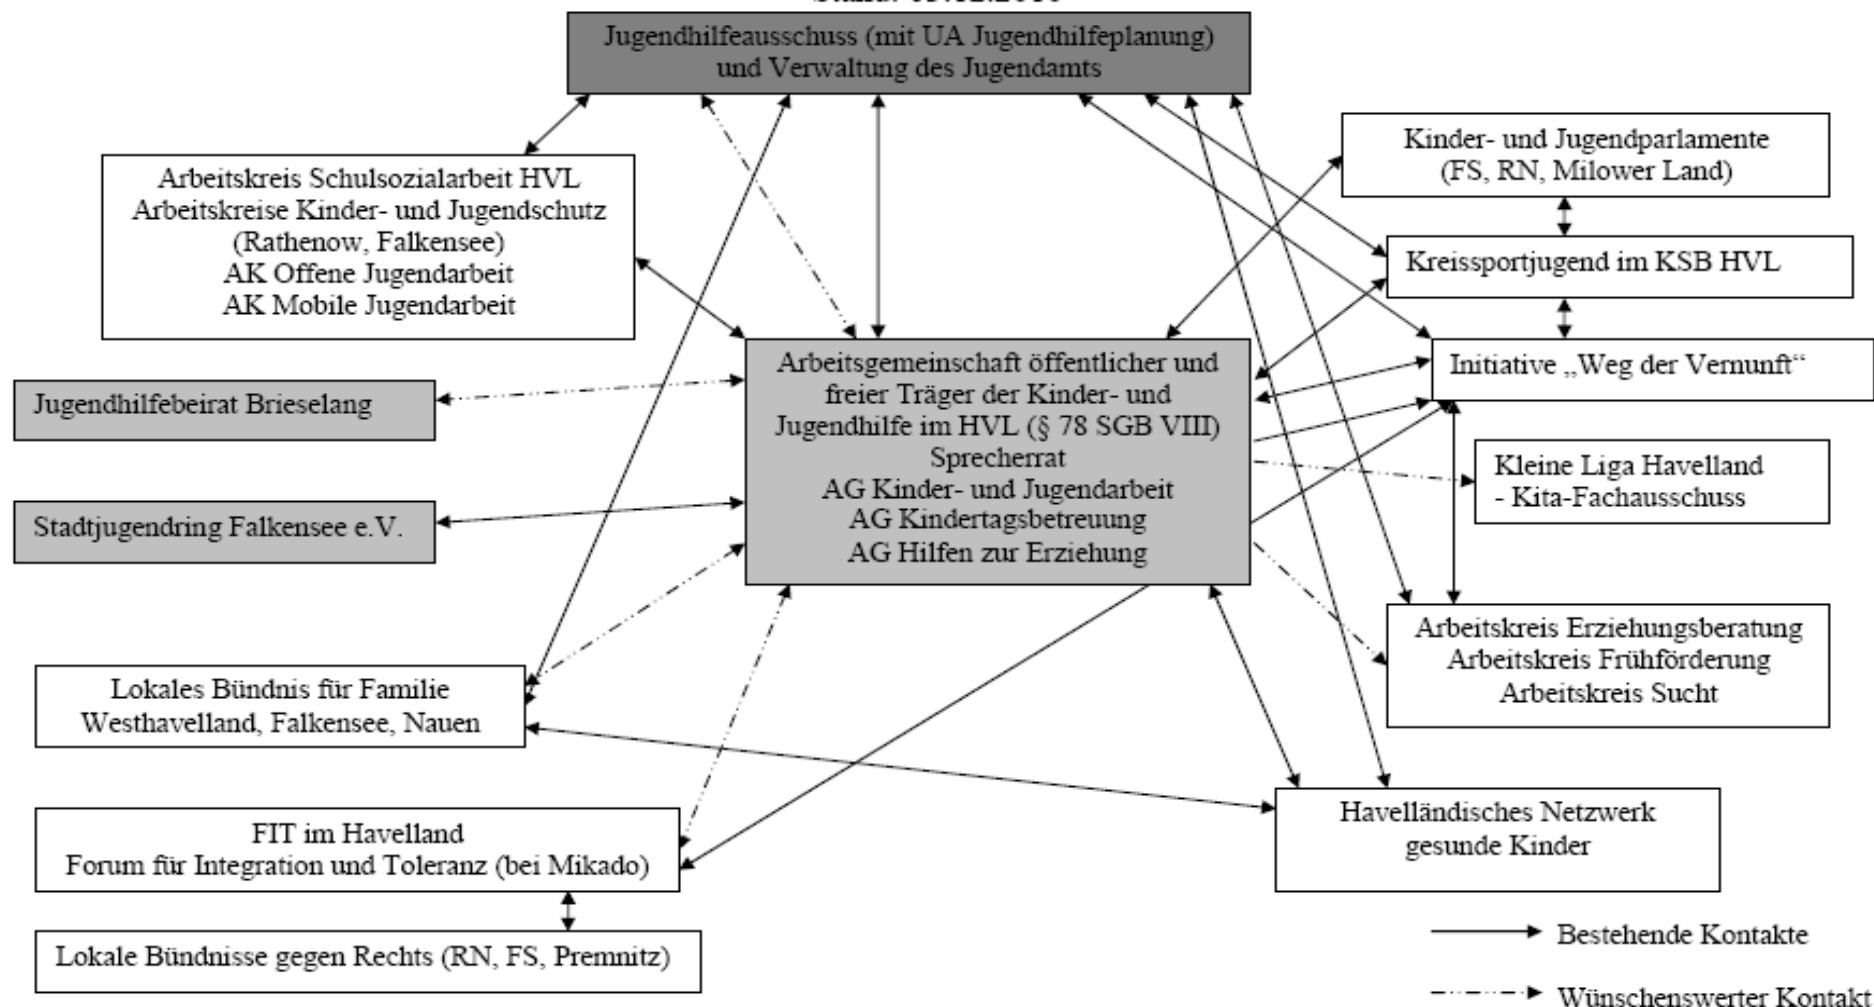 Jugendhilfeausschuss (mit UA Jugendhilfeplanung)
und Verwaltung des Jugendamts
Kinder- und Jugendparlamente
(FS, RN, Milower Land)
Arbeitskreis Schulsozialarbeit HVL
Arbeitskreise Kinder- und Jugendschutz
(Rathenow, Falkensee)
AK Offene Jugendarbeit
AK Mobile Jugendarbeit
Kreissportjugend im KSB HVL
Initiative „Weg der Vernunft“
Arbeitsgemeinschaft öffentlicher und
freier Träger der Kinder- und
Jugendhilfe im HVL (§ 78 SGB VIII)
Sprecherrat
AG Kinder- und Jugendarbeit
AG Kindertagsbetreuung
AG Hilfen zur Erziehung
Jugendhilfebeirat Brieselang
Stadtjugendring Falkensee e.V.
Kleine Liga Havelland
- Kita-Fachausschuss
Arbeitskreis Erziehungsberatung
Arbeitskreis Frühförderung
Arbeitskreis Sucht
Lokales Bündnis für Familie
Westhavelland, Falkensee, Nauen
Havelländisches Netzwerk
gesunde Kinder
FIT im Havelland
Forum für Integration und Toleranz (bei Mikado)
Lokale Bündnisse gegen Rechts (RN, FS, Premnitz)
Bestehende Kontakte
Wünschenswerter Kontakt